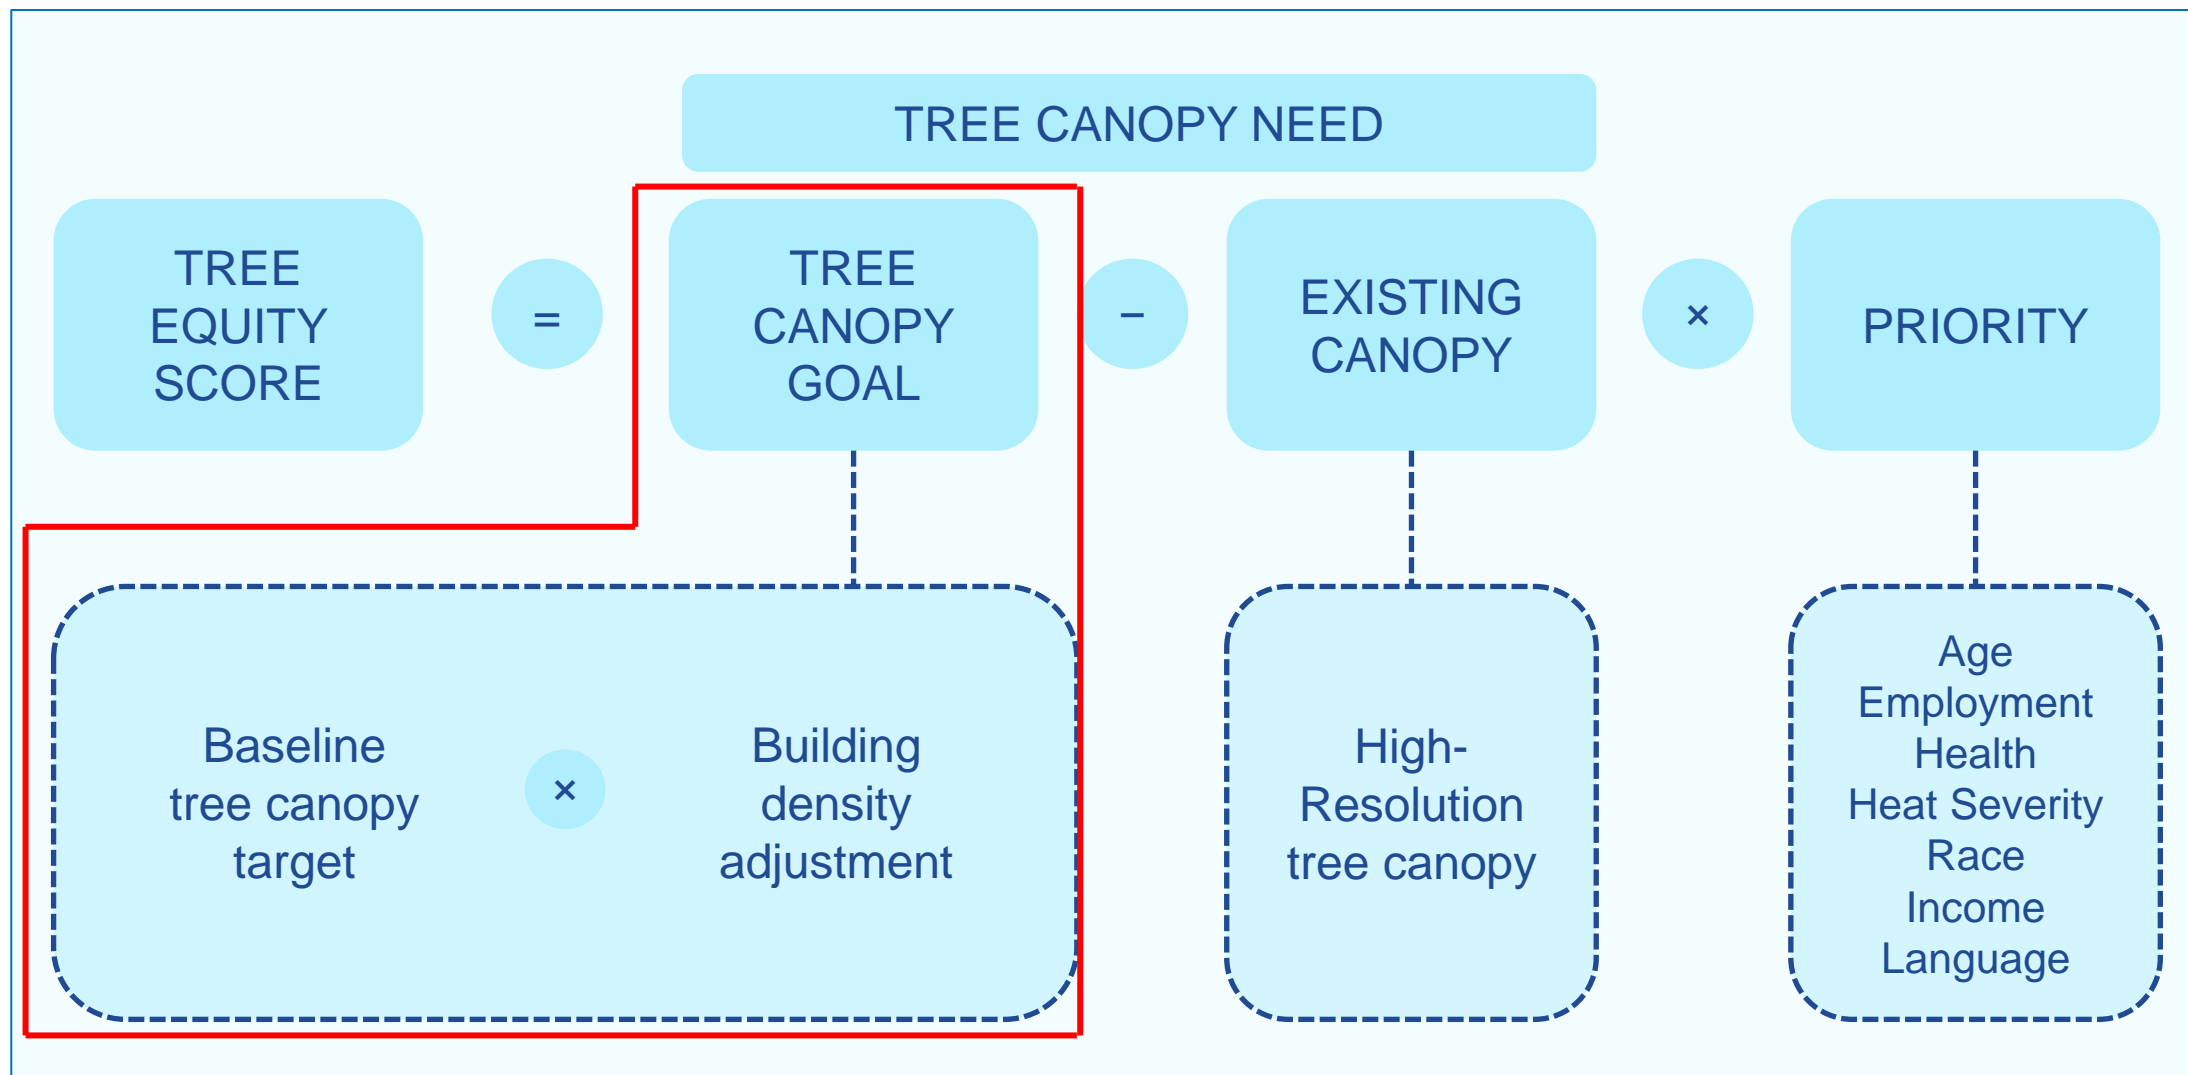 TREE CANOPY NEED
TREE
EQUITY
SCORE
=
TREE
CANOPY
GOAL
−
EXISTING
CANOPY
×
PRIORITY
Baseline
tree canopy
target
×
Building
density
adjustment
High-
Resolution
tree canopy
Age
Employment
Health
Heat Severity
Race
Income
Language